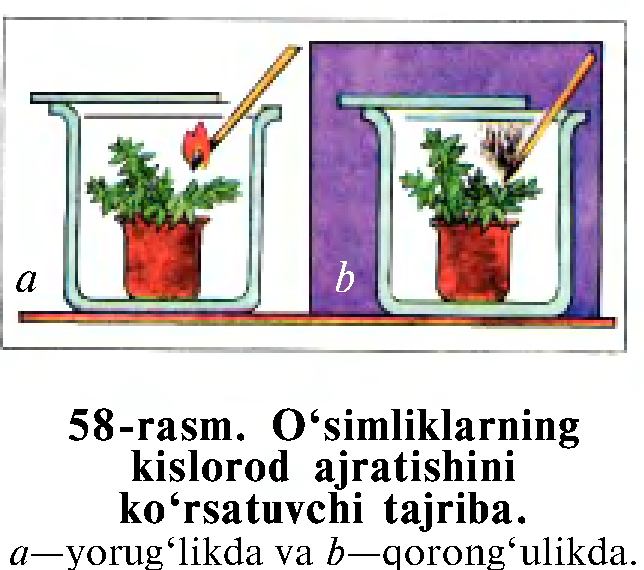 a
b
58-rasm. O‘simliklarning
kislorod ajratishini
ko‘rsatuvchi tajriba.
a—yorug‘likda va b—qorong‘ulikda.